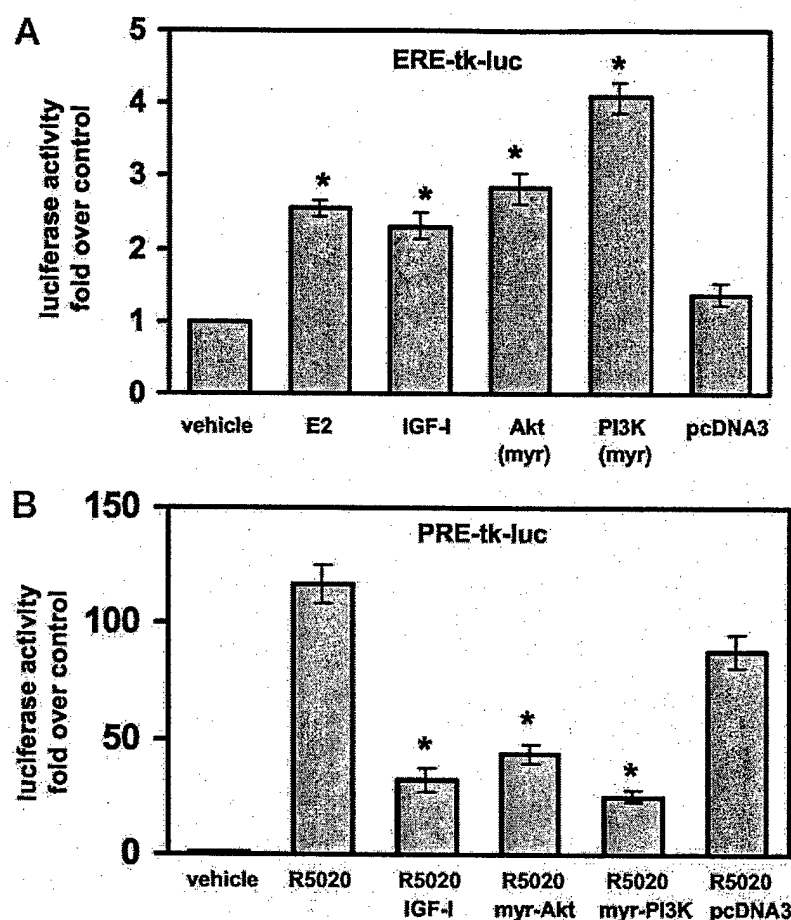 A
5
4
3
2
1
0
luciferase activity
fold over control
ERE-tk-luc
*
*
*
*
vehicle
E2
IGF-I
Akt
(myr)
PI3K
(myr)
pcDNA3
B
150
100
50
0
luciferase activity
fold over control
PRE-tk-luc
*
*
*
vehicle
R5020
R5020
IGF-I
R5020
myr-Akt
R5020
myr-PI3K
R5020
pcDNA3